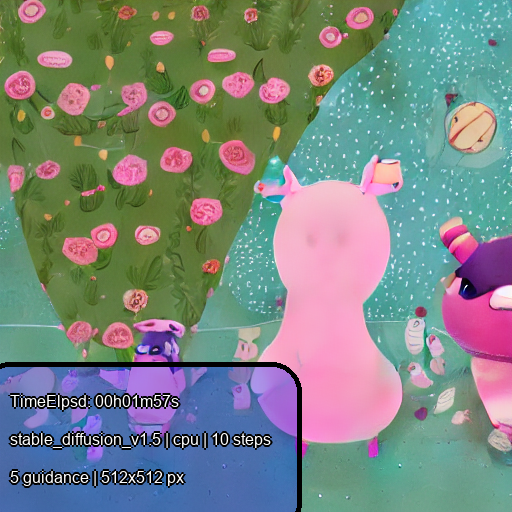 TimeElpsd: 00h01m57s
stable_diffusion_v1.5 | cpu | 10 steps
5 guidance | 512x512 px